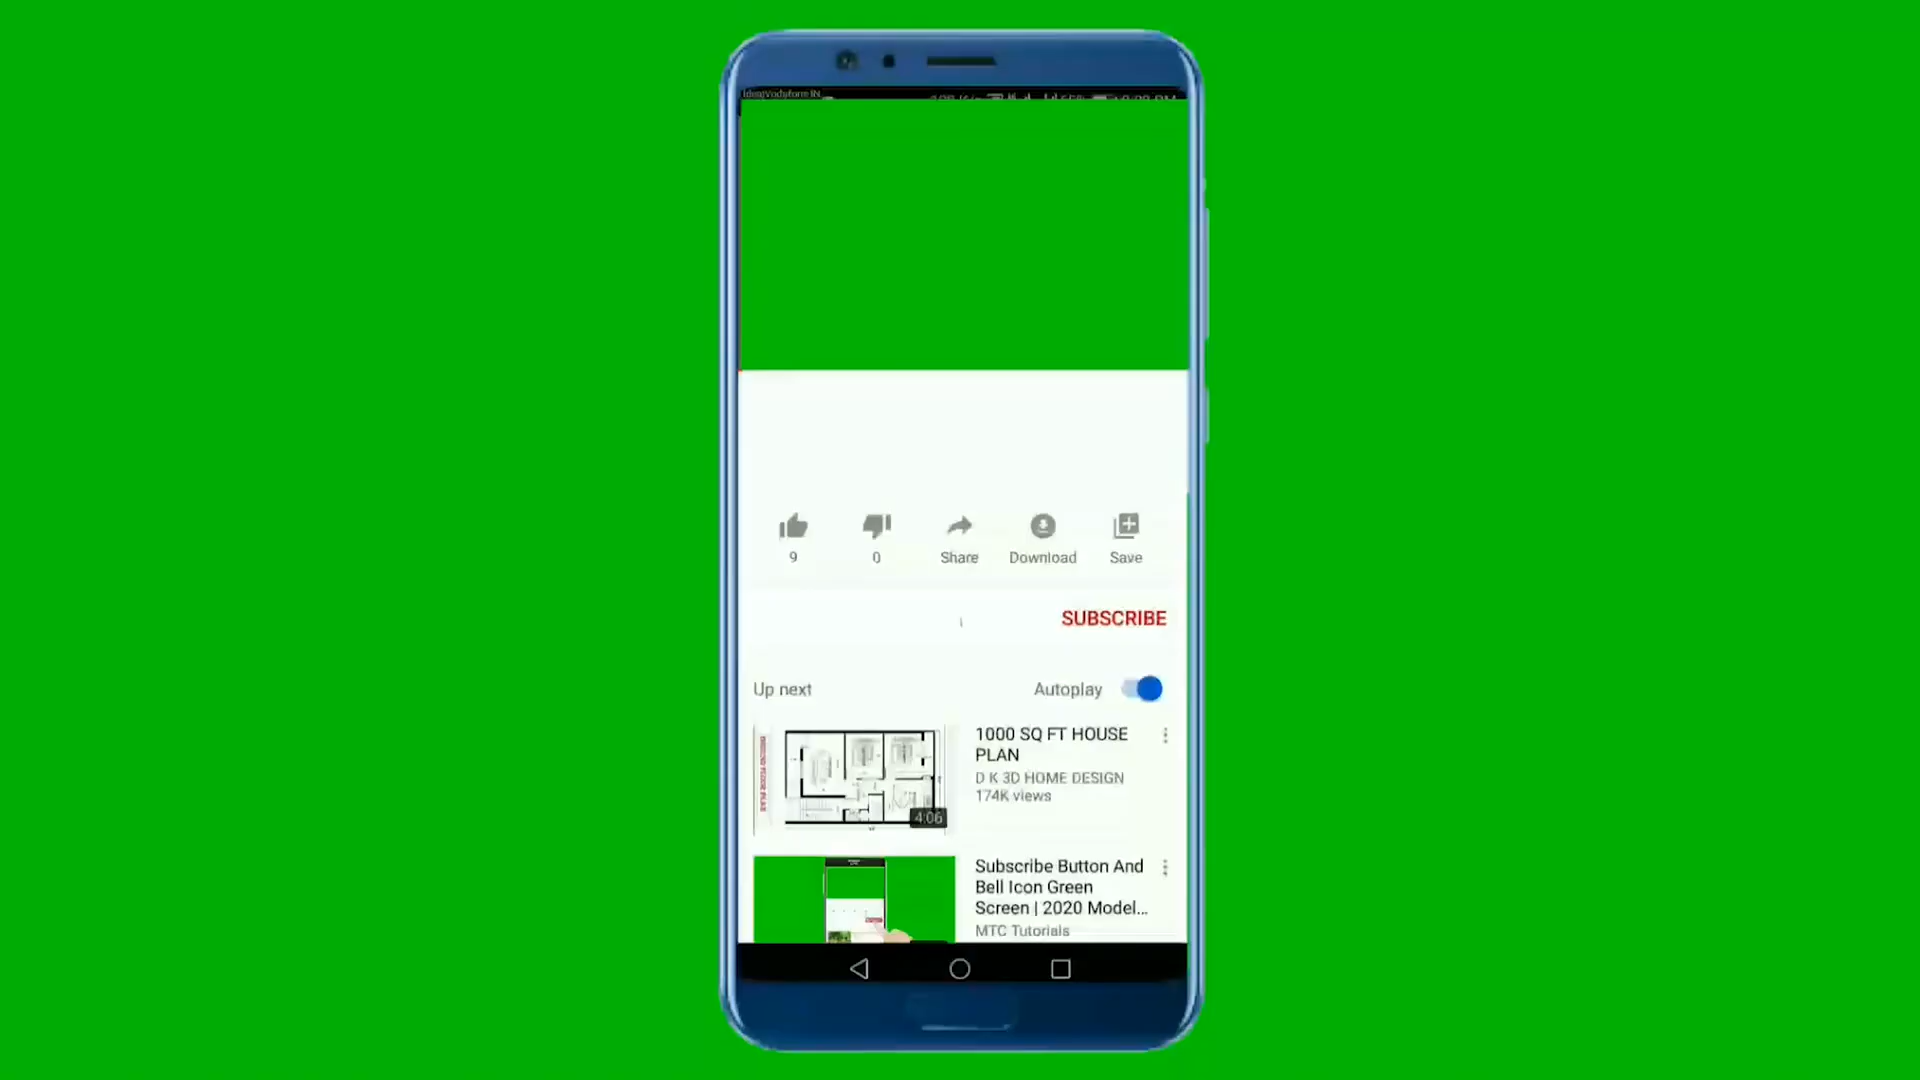 9
0
Share
Download
Save
SUBSCRIBE
Up next
Autoplay
1000 SQ FT HOUSE
PLAN
D K 3D HOME DESIGN
174K views
4:06
Subscribe Button And
Bell Icon Green
Screen | 2020 Model...
MTC Tutorials